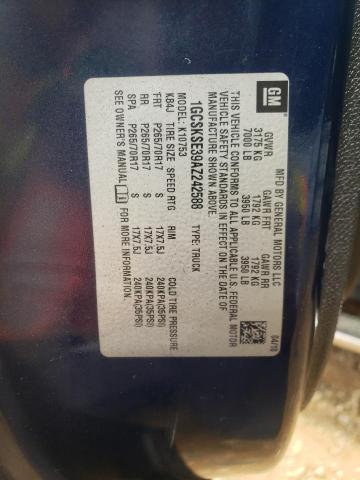 GM
MFD BY GENERAL MOTORS LLC
04/10
GVWR GAWR FRT GAWR RR
3175 KG 1792 KG 1792 KG
7000 LB 3950 LB 3950 LB
THIS VEHICLE CONFORMS TO ALL APPLICABLE U.S. FEDERAL MOTOR
VEHICLE SAFETY STANDARDS IN EFFECT ON THE DATE OF
MANUFACTURE SHOWN ABOVE.
1GCSKSE39AZ242588 TYPE: TRUCK
MODEL: K10753
KB4J TIRE SIZE SPEED RTG RIM COLD TIRE PRESSURE
FRT P265/70R17 S 17X7.5J 240KPA(35PSI)
RR P265/70R17 S 17X7.5J 240KPA(35PSI)
SPA P265/70R17 S 17X7.5J 240KPA(35PSI)
SEE OWNER'S MANUAL FOR MORE INFORMATION.